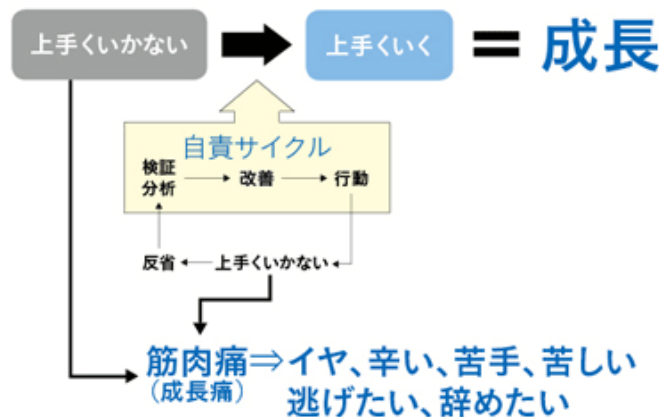 上手くいかない
上手くいく
＝成長
自責サイクル
検証
分析
改善
行動
反省
上手くいかない
筋肉痛⇒イヤ、辛い、苦手、苦しい
(成長痛)
逃げたい、辞めたい